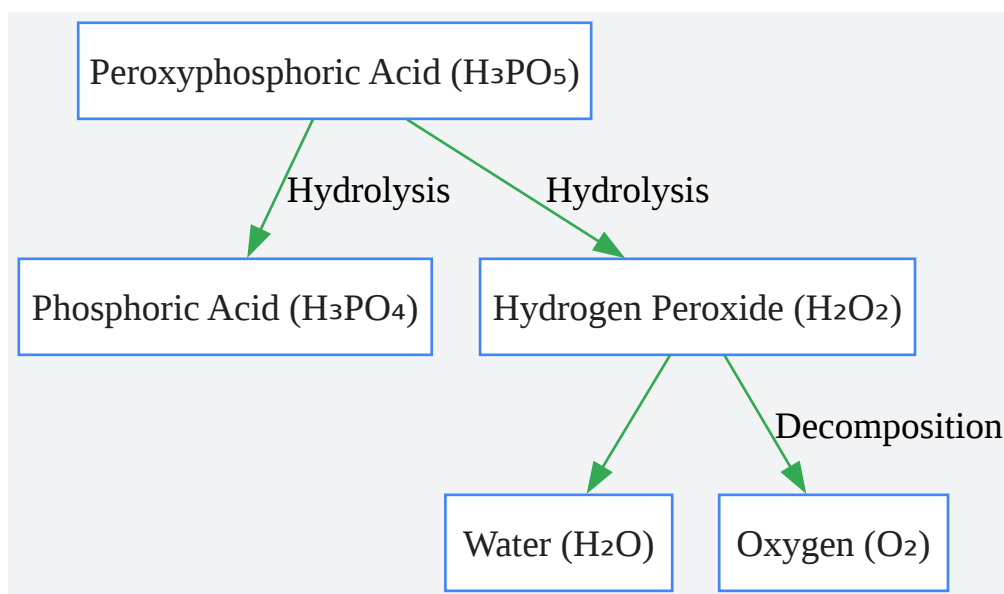 Peroxyphosphoric Acid (H₃PO₅)
Hydrolysis
Hydrolysis
Phosphoric Acid (H₃PO₄)
Hydrogen Peroxide (H₂O₂)
Decomposition
Water (H₂O)
Oxygen (O₂)